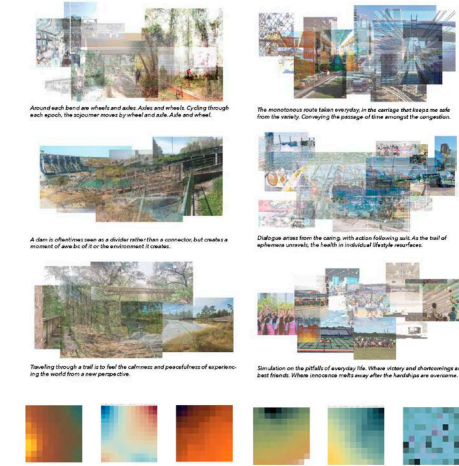 Around each bend are wheels and axles. Axles and wheels. Cycling through
each epoch, the sojourner moves by wheel and axle. Axle and wheel.
The monotonous route taken everyday, in the carriage that keeps me safe
from the variety. Conveying the passage of time amongst the congestion.
A dam is oftentimes seen as a divider rather than a connector, but creates a
moment of awe bc of it or the environment it creates.
Dialogue arises from the caring, with action following suit. As the trail of
ephemera unravels, the health in individual lifestyle resurfaces.
Traveling through a trail is to feel the calmness and peacefulness of experienc-
ing the world from a new perspective.
Simulation on the pitfalls of everyday life. Where victory and shortcomings a
best friends. Where innocence melts away after the hardships are overcome.